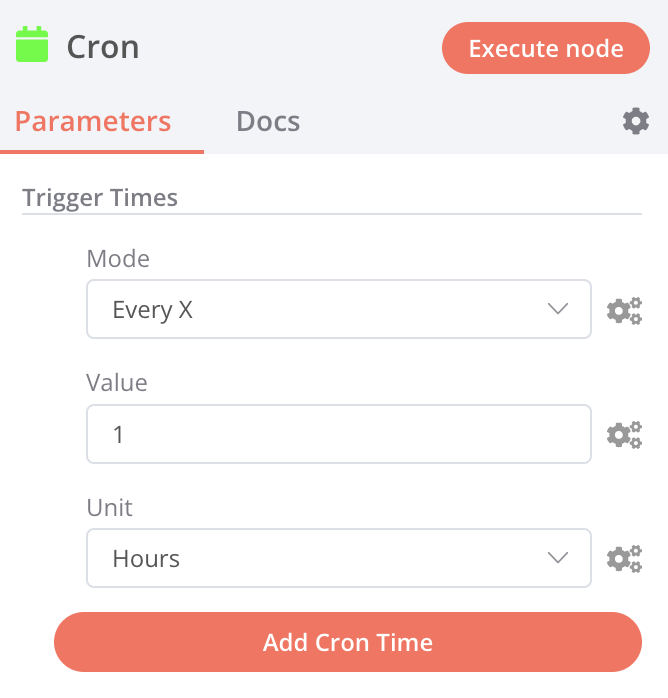 Cron
Execute node
Parameters
Docs
Trigger Times
Mode
Every X
Value
1
Unit
Hours
Add Cron Time